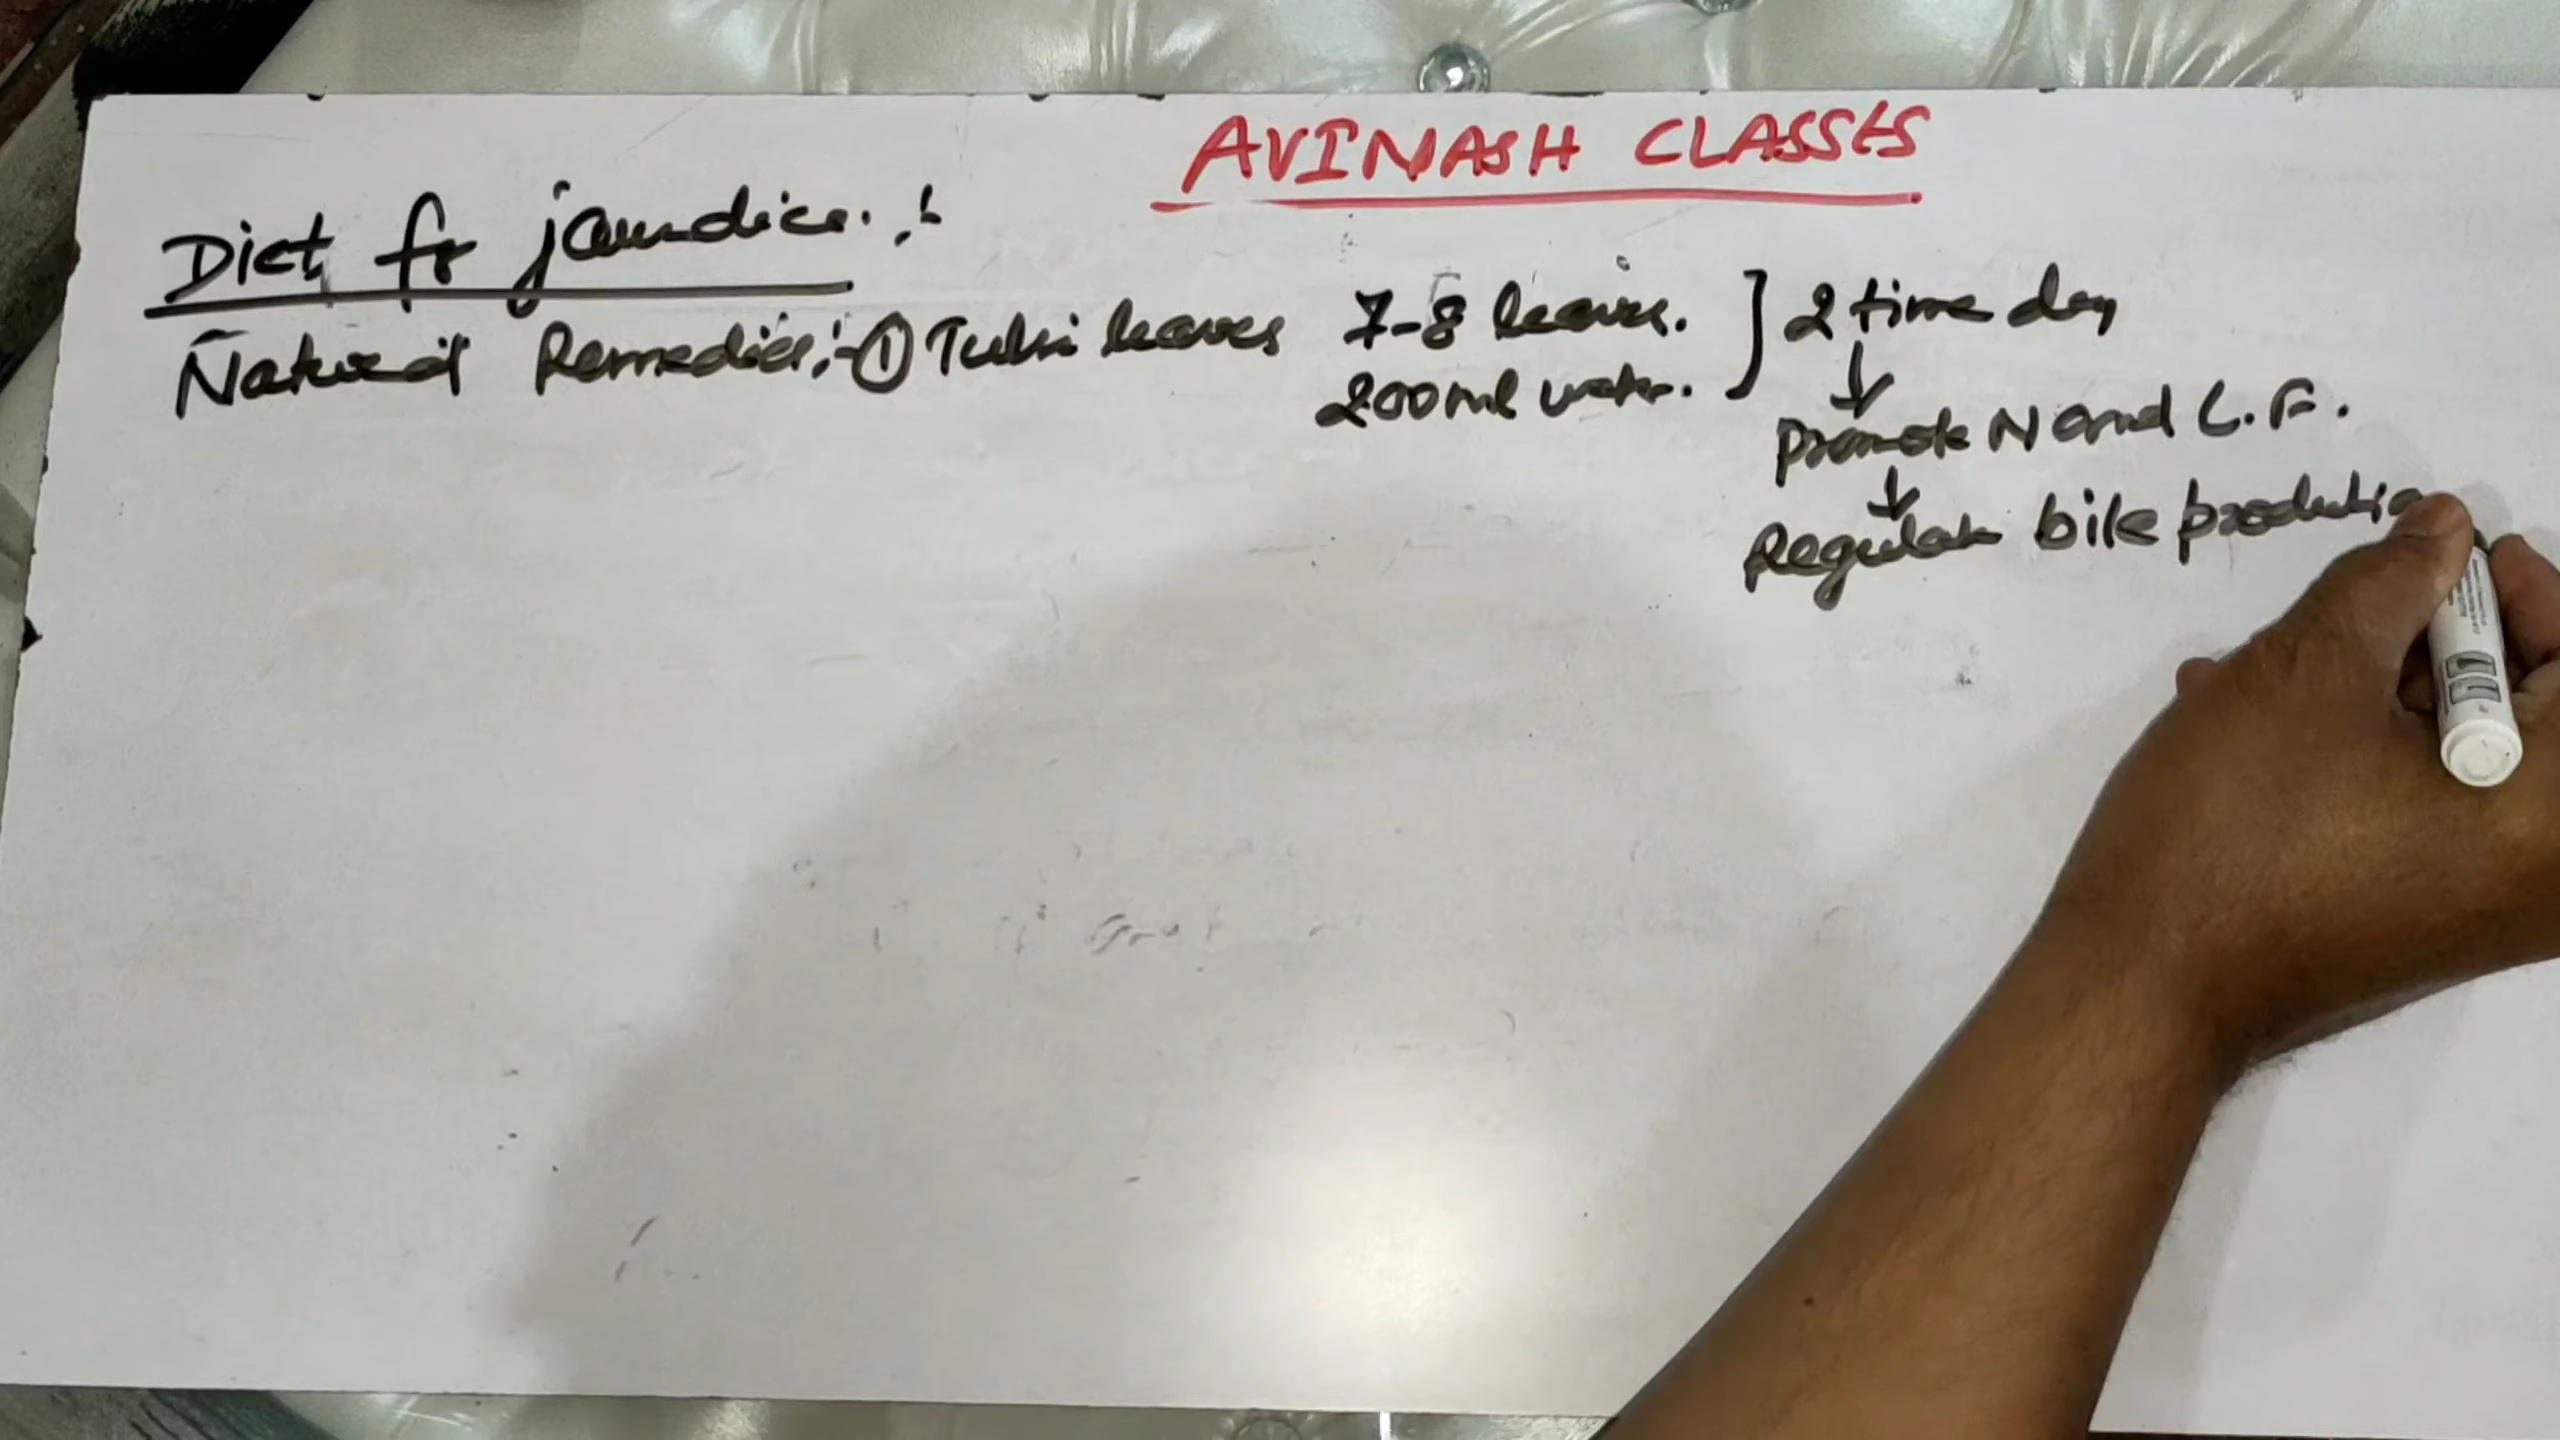 AVINASH CLASSES
Diet for jaundice :
Natural Remedies :- ① Tulsi leaves 7-8 leaves. ] 2 time day
200ml water.
↓
Promote N and L.F.
↓
Regulate bile production